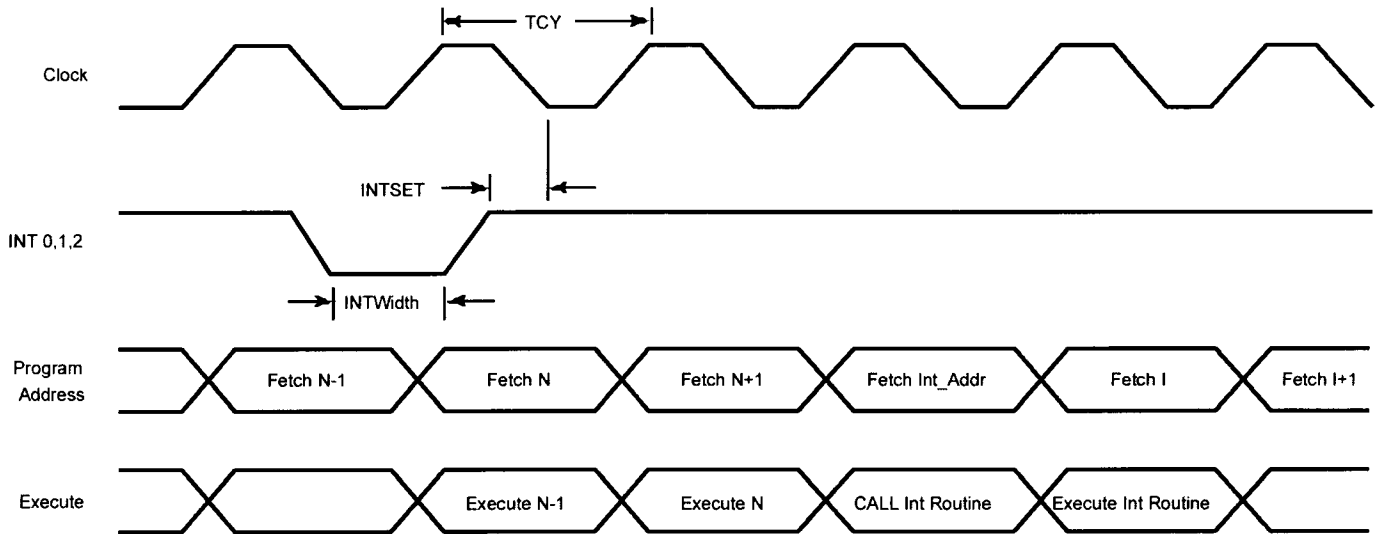 TCY
Clock
INTSET
INT 0,1,2
INTWidth
Program
Address
Fetch N-1
Fetch N
Fetch N+1
Fetch Int_Addr
Fetch I
Fetch I+1
Execute
Execute N-1
Execute N
CALL Int Routine
Execute Int Routine